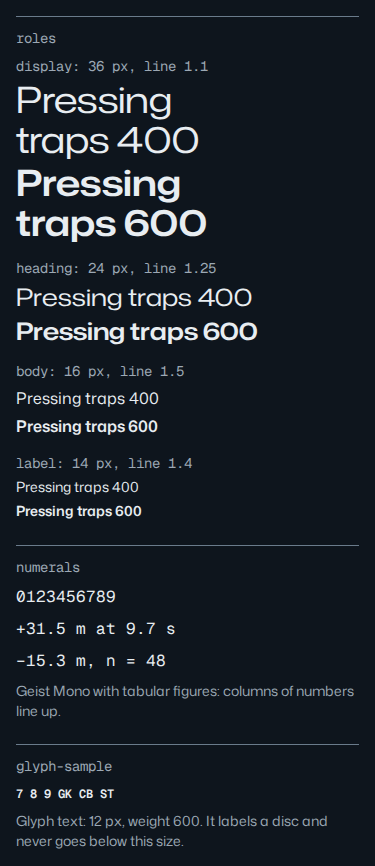 roles
display: 36 px, line 1.1
Pressing
traps 400
Pressing
traps 600
heading: 24 px, line 1.25
Pressing traps 400
Pressing traps 600
body: 16 px, line 1.5
Pressing traps 400
Pressing traps 600
label: 14 px, line 1.4
Pressing traps 400
Pressing traps 600
numerals
0123456789
+31.5 m at 9.7 s
−15.3 m, n = 48
Geist Mono with tabular figures: columns of numbers
line up.
glyph-sample
7 8 9 GK CB ST
Glyph text: 12 px, weight 600. It labels a disc and
never goes below this size.